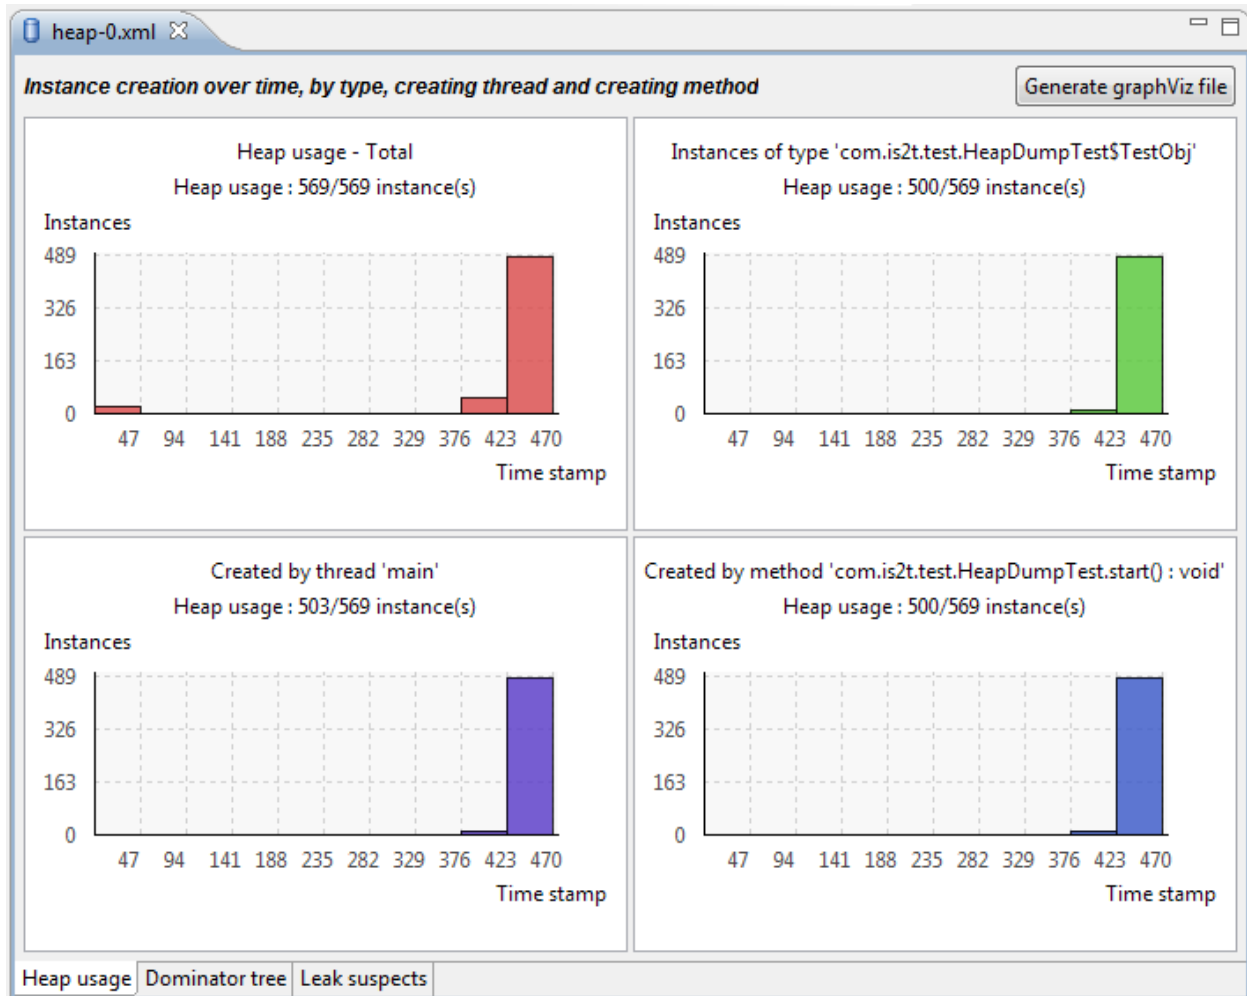 heap-0.xml
Instance creation over time, by type, creating thread and creating method
Generate graphViz file
Heap usage - Total
Heap usage : 569/569 instance(s)
Instances
489
326
163
0
47 94 141 188 235 282 329 376 423 470
Time stamp
Instances of type 'com.is2t.test.HeapDumpTest$TestObj'
Heap usage : 500/569 instance(s)
Instances
489
326
163
0
47 94 141 188 235 282 329 376 423 470
Time stamp
Created by thread 'main'
Heap usage : 503/569 instance(s)
Instances
489
326
163
0
47 94 141 188 235 282 329 376 423 470
Time stamp
Created by method 'com.is2t.test.HeapDumpTest.start() : void'
Heap usage : 500/569 instance(s)
Instances
489
326
163
0
47 94 141 188 235 282 329 376 423 470
Time stamp
Heap usage Dominator tree Leak suspects